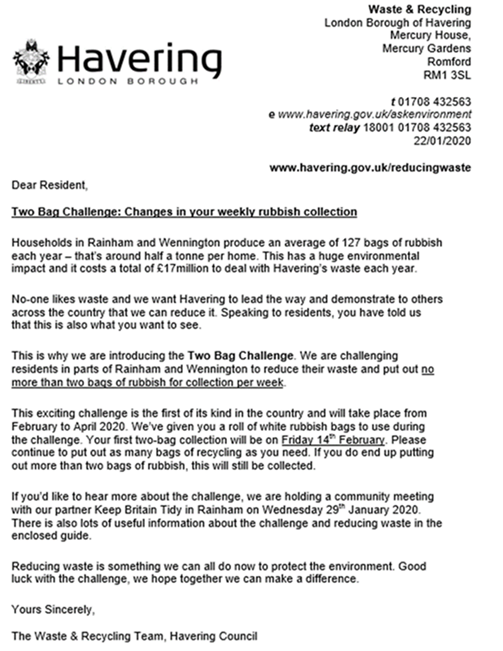 Waste & Recycling
London Borough of Havering
Mercury House,
Mercury Gardens
Romford
RM1 3SL
Havering
LONDON BOROUGH
t 01708 432563
e www.havering.gov.uk/askenvironment
text relay 18001 01708 432563
22/01/2020
www.havering.gov.uk/reducingwaste
Dear Resident,
Two Bag Challenge: Changes in your weekly rubbish collection
Households in Rainham and Wennington produce an average of 127 bags of rubbish
each year – that's around half a tonne per home. This has a huge environmental
impact and it costs a total of £17million to deal with Havering's waste each year.
No-one likes waste and we want Havering to lead the way and demonstrate to others
across the country that we can reduce it. Speaking to residents, you have told us
that this is also what you want to see.
This is why we are introducing the Two Bag Challenge. We are challenging
residents in parts of Rainham and Wennington to reduce their waste and put out no
more than two bags of rubbish for collection per week.
This exciting challenge is the first of its kind in the country and will take place from
February to April 2020. We've given you a roll of white rubbish bags to use during
the challenge. Your first two-bag collection will be on Friday 14th February. Please
continue to put out as many bags of recycling as you need. If you do end up putting
out more than two bags of rubbish, this will still be collected.
If you'd like to hear more about the challenge, we are holding a community meeting
with our partner Keep Britain Tidy in Rainham on Wednesday 29th January 2020.
There is also lots of useful information about the challenge and reducing waste in the
enclosed guide.
Reducing waste is something we can all do now to protect the environment. Good
luck with the challenge, we hope together we can make a difference.
Yours Sincerely,
The Waste & Recycling Team, Havering Council